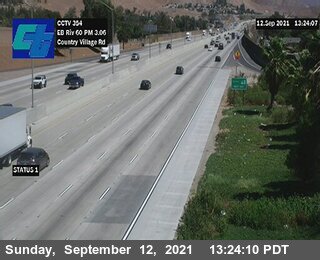 CCTV 354
EB Riv 60 PM 3.06
Country Village Rd
12.Sep 2021 13:24:07
STATUS 1
Sunday, September 12, 2021 13:24:10 PDT